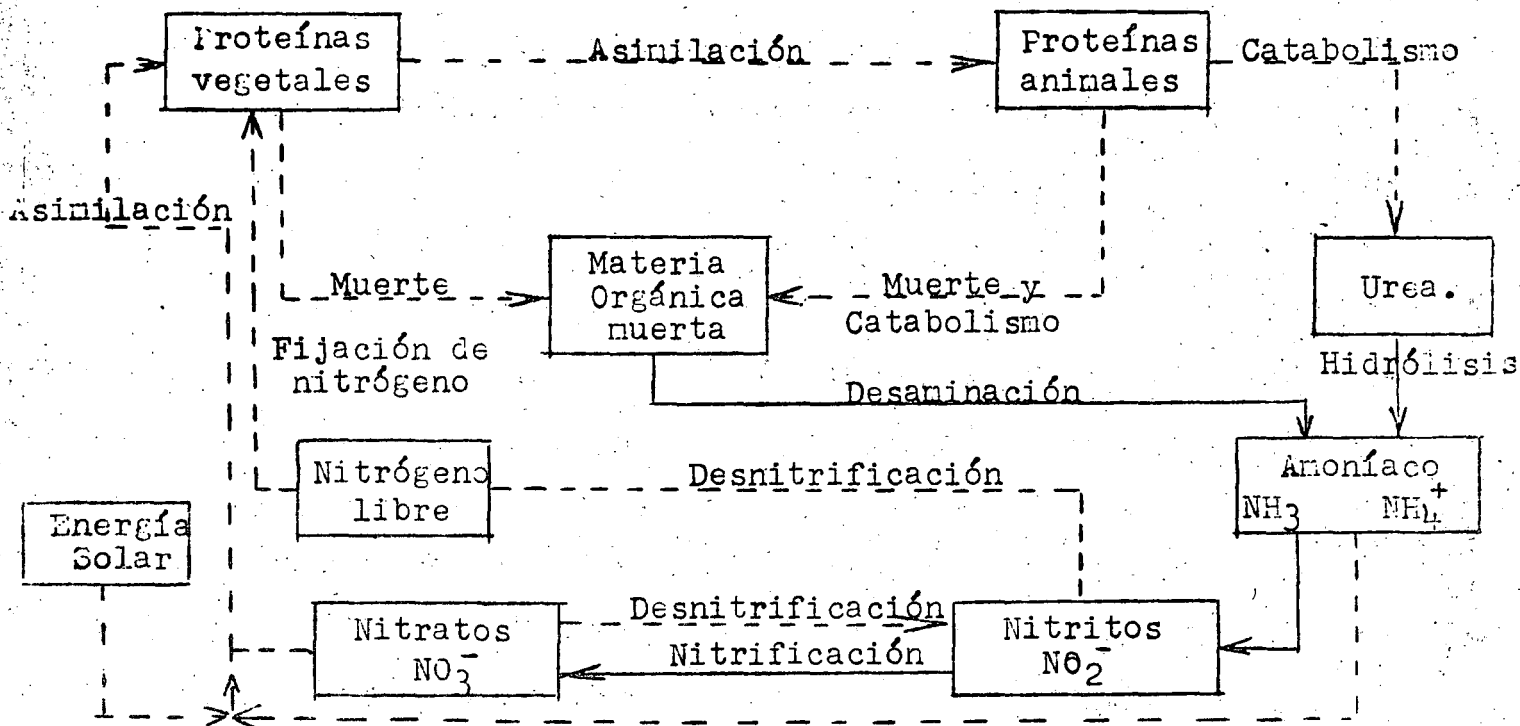 Proteínas
vegetales
Asimilación
Proteínas
animales
Catabolismo
Asimilación
Muerte
Materia
Orgánica
muerta
Muerte y
Catabolismo
Urea.
Fijación de
nitrógeno
Hidrólisis
Desaminación
Nitrógeno
libre
Desnitrificación
Amoníaco
NH3 NH4+
Energía
Solar
Nitratos
NO3-
Desnitrificación
Nitrificación
Nitritos
NO2-